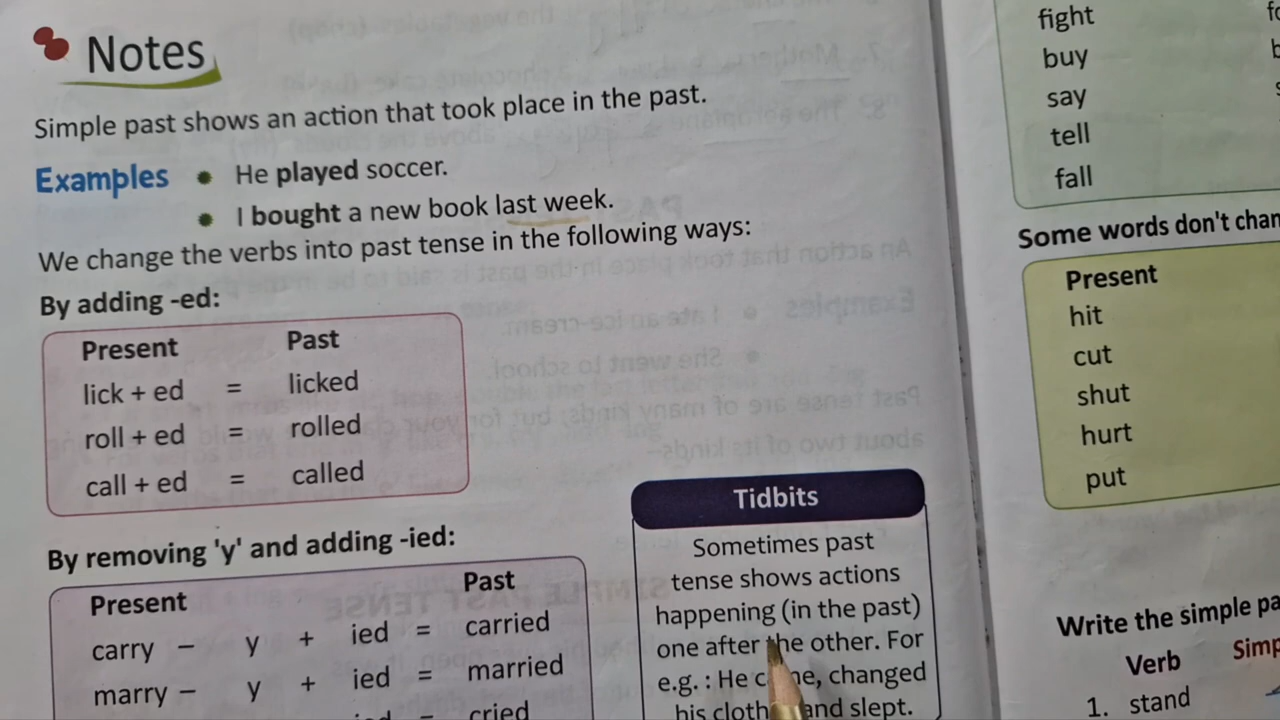 Notes
Simple past shows an action that took place in the past.
Examples • He played soccer.
• I bought a new book last week.
We change the verbs into past tense in the following ways:
By adding -ed:
Present Past
lick + ed = licked
roll + ed = rolled
call + ed = called
By removing 'y' and adding -ied:
Present Past
carry – y + ied = carried
marry – y + ied = married
ied = cried
Tidbits
Sometimes past
tense shows actions
happening (in the past)
one after the other. For
e.g. : He came, changed
his cloth and slept.
fight
buy
say
tell
fall
Some words don't
Present
hit
cut
shut
hurt
put
Write the simple
Verb
1. stand